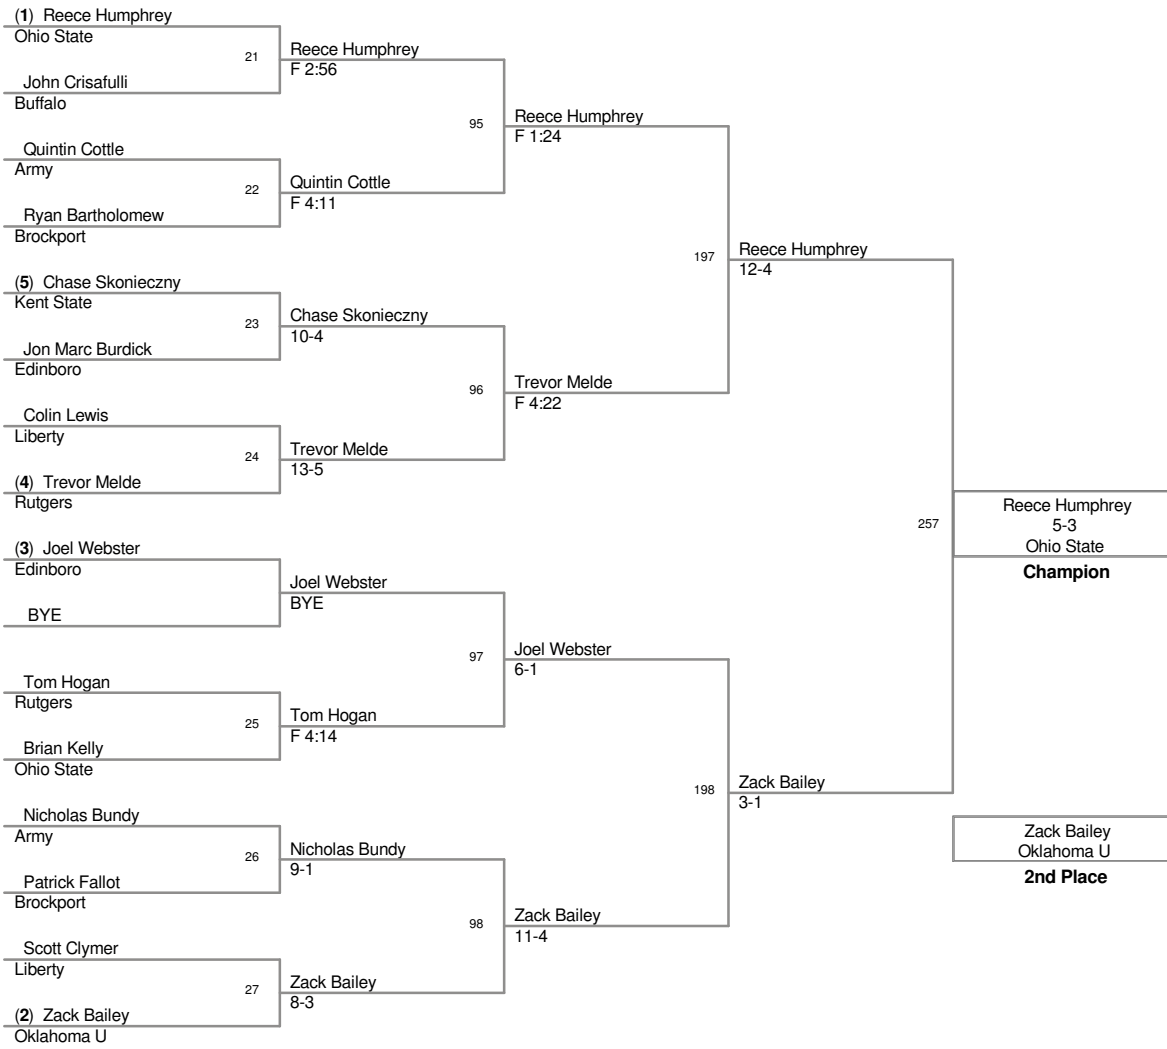 (1) Reece Humphrey
Ohio State
21
John Crisafulli
Buffalo
Reece Humphrey
F 2:56
Quintin Cottle
Army
22
Ryan Bartholomew
Brockport
Quintin Cottle
F 4:11
95
Reece Humphrey
F 1:24
(5) Chase Skonieczny
Kent State
23
Jon Marc Burdick
Edinboro
Chase Skonieczny
10-4
Colin Lewis
Liberty
24
(4) Trevor Melde
Rutgers
Trevor Melde
13-5
96
Trevor Melde
F 4:22
197
Reece Humphrey
12-4
(3) Joel Webster
Edinboro
BYE
Joel Webster
BYE
Tom Hogan
Rutgers
25
Brian Kelly
Ohio State
Tom Hogan
F 4:14
97
Joel Webster
6-1
Nicholas Bundy
Army
26
Patrick Fallot
Brockport
Nicholas Bundy
9-1
Scott Clymer
Liberty
27
(2) Zack Bailey
Oklahoma U
Zack Bailey
8-3
98
Zack Bailey
11-4
198
Zack Bailey
3-1
257
Reece Humphrey
5-3
Ohio State
Champion
Zack Bailey
Oklahoma U
2nd Place